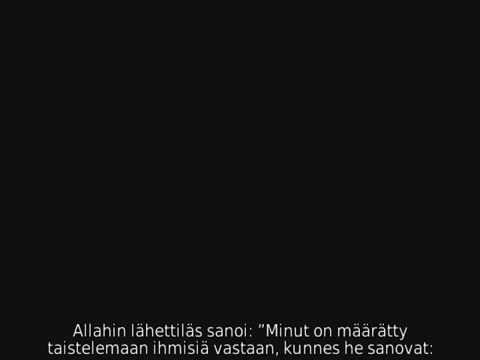 Allahin lähettiläs sanoi: ”Minut on määrätty
taistelemaan ihmisiä vastaan, kunnes he sanovat: